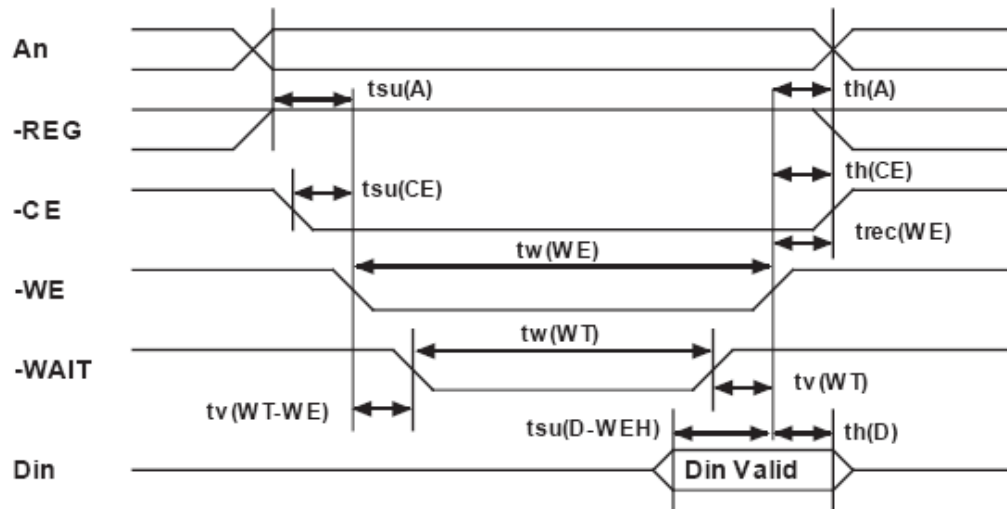 An
tsu(A)
th(A)
-REG
tsu(CE)
th(CE)
-CE
trec(WE)
tw(WE)
-WE
tw(WT)
-WAIT
tv(WT)
tv(WT-WE)
tsu(D-WEH)
th(D)
Din
Din Valid